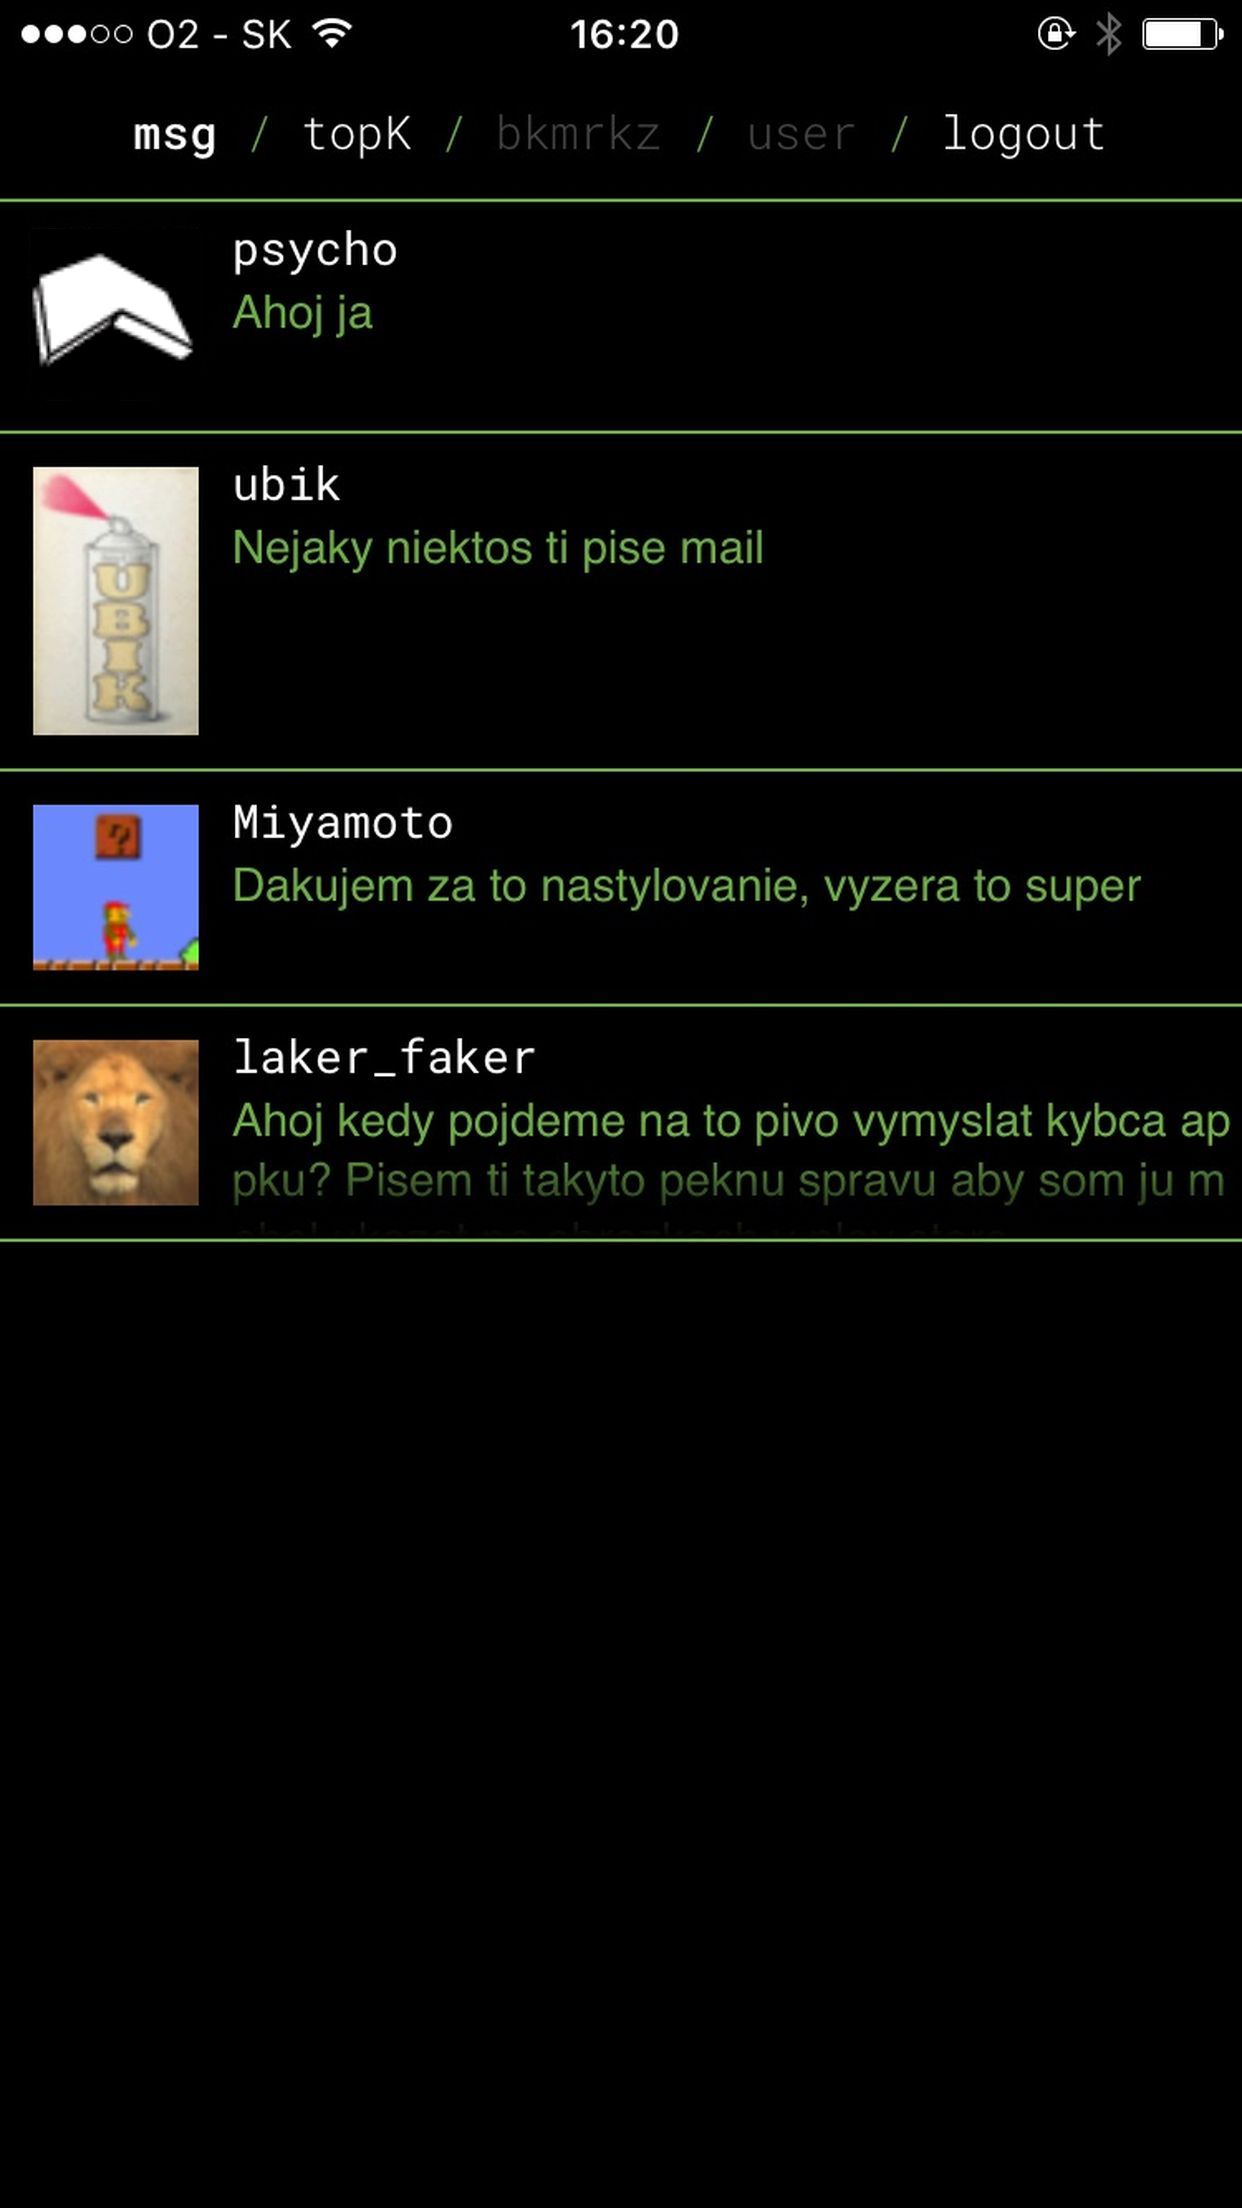 O2 - SK 16:20
msg / topK / bkmrkz / user / logout
psycho
Ahoj ja
UBIK
ubik
Nejaky niektos ti pise mail
?
Miyamoto
Dakujem za to nastylovanie, vyzera to super
laker_faker
Ahoj kedy pojdeme na to pivo vymyslat kybca ap
pku? Pisem ti takyto peknu spravu aby som ju m